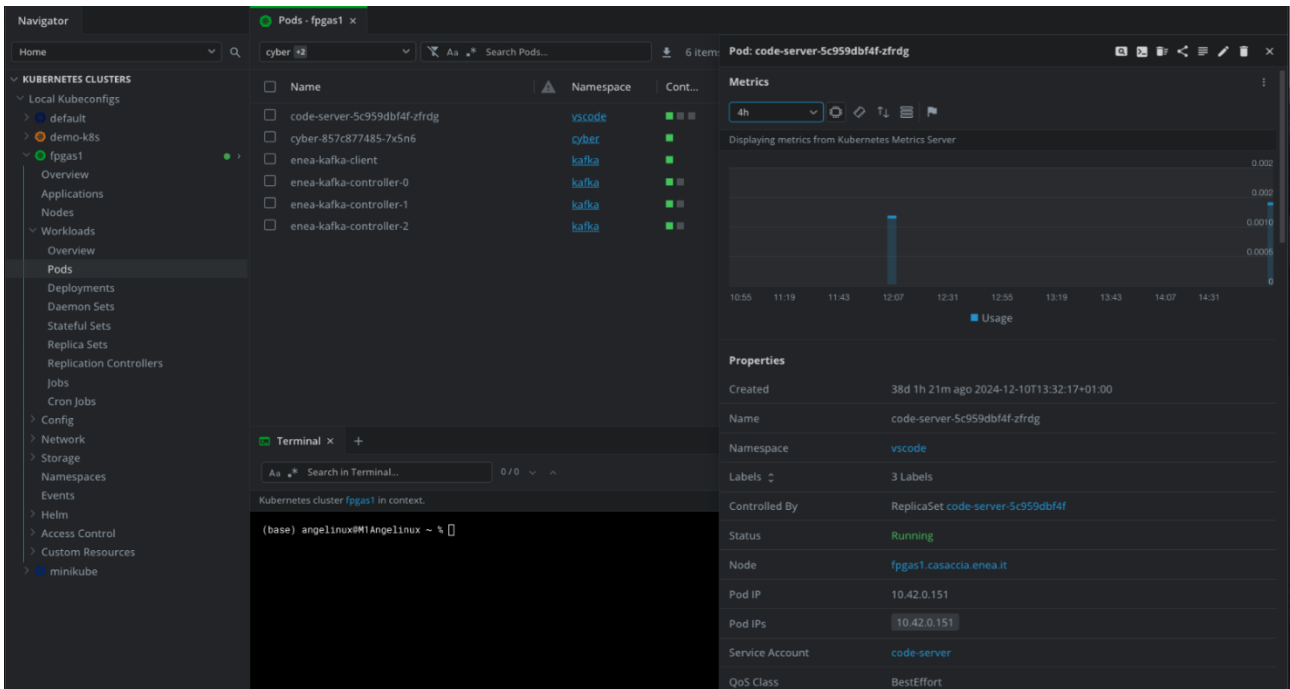 Navigator
Home
KUBERNETES CLUSTERS
Local Kubeconfigs
default
demo-k8s
fpgas1
Overview
Applications
Nodes
Workloads
Overview
Pods
Deployments
Daemon Sets
Stateful Sets
Replica Sets
Replication Controllers
Jobs
Cron Jobs
Config
Network
Storage
Namespaces
Events
Helm
Access Control
Custom Resources
minikube
Pods - fpgas1
cyber +2 Aa Search Pods... 6 item
Name Namespace Cont...
code-server-5c959dbf4f-zfrdg vscode
cyber-857c877485-7x5n6 cyber
enea-kafka-client kafka
enea-kafka-controller-0 kafka
enea-kafka-controller-1 kafka
enea-kafka-controller-2 kafka
Terminal
Aa Search in Terminal... 0/0
Kubernetes cluster fpgas1 in context.
(base) angelinux@M1Angelinux ~ %
Pod: code-server-5c959dbf4f-zfrdg
Metrics
4h
Displaying metrics from Kubernetes Metrics Server
0.002
0.002
0.0010
0.0005
0
10:55 11:19 11:43 12:07 12:31 12:55 13:19 13:43 14:07 14:31
Usage
Properties
Created 38d 1h 21m ago 2024-12-10T13:32:17+01:00
Name code-server-5c959dbf4f-zfrdg
Namespace vscode
Labels 3 Labels
Controlled By ReplicaSet code-server-5c959dbf4f
Status Running
Node fpgas1.casaccia.enea.it
Pod IP 10.42.0.151
Pod IPs 10.42.0.151
Service Account code-server
QoS Class BestEffort